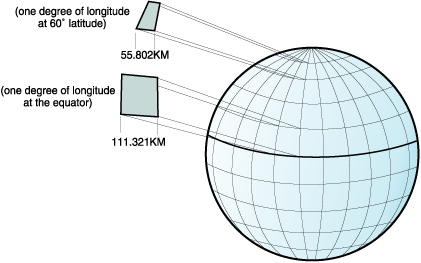 (one degree of longitude
at 60˚ latitude)
55.802KM
(one degree of longitude
at the equator)
111.321KM